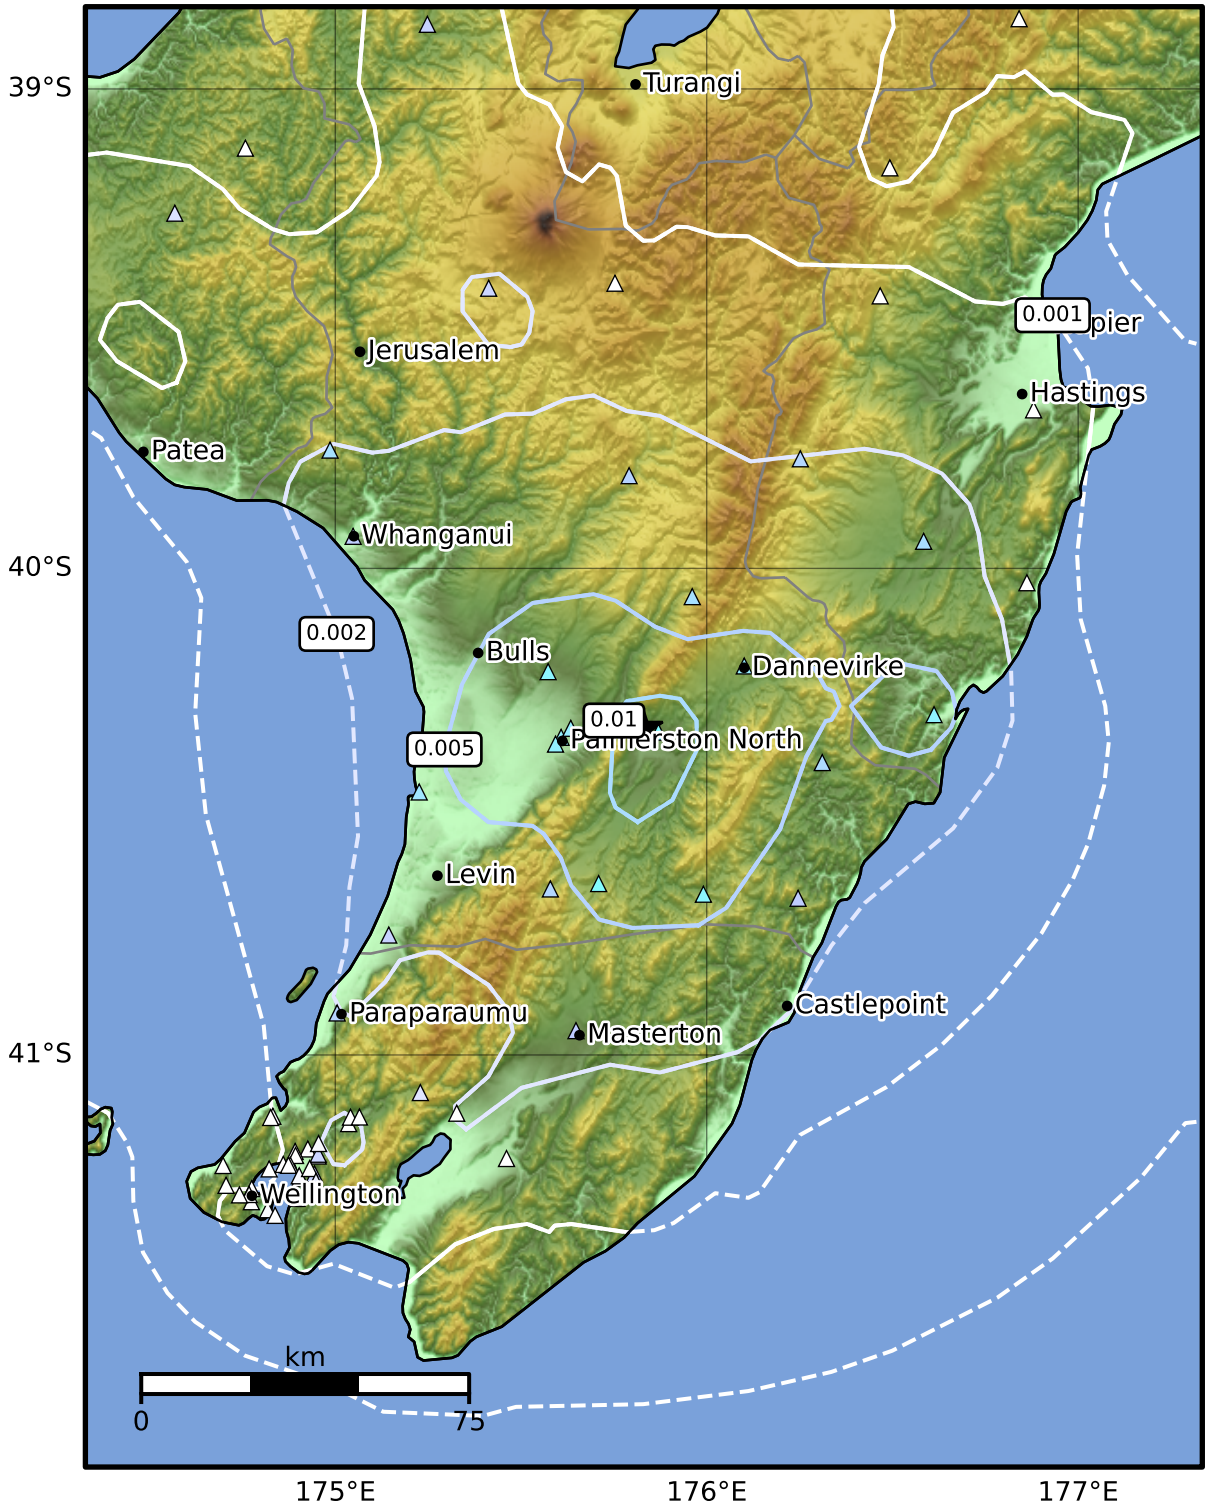 39°S
Turangi
0.001
pier
Jerusalem
Hastings
Patea
Whanganui
40°S
0.002
Bulls
Dannevirke
0.01
Palmerston North
0.005
Levin
Castlepoint
Paraparaumu
Masterton
41°S
Wellington
km
0
75
175°E
176°E
177°E